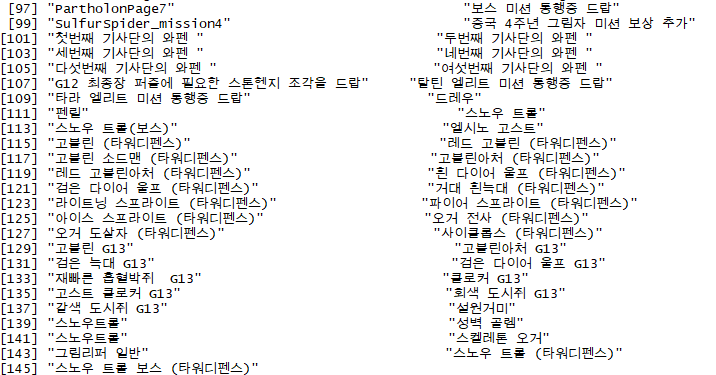 [97] "PartholonPage7" "보스 미션 통행증 드랍"
[99] "SulfurSpider_mission4" "중국 4주년 그림자 미션 보상 추가"
[101] "첫번째 기사단의 와펜 " "두번째 기사단의 와펜 "
[103] "세번째 기사단의 와펜 " "네번째 기사단의 와펜 "
[105] "다섯번째 기사단의 와펜 " "여섯번째 기사단의 와펜 "
[107] "G12 최종장 퍼즐에 필요한 스톤헨지 조각을 드랍" "탈틴 엘리트 미션 통행증 드랍"
[109] "타라 엘리트 미션 통행증 드랍" "드레우"
[111] "펜릴" "스노우 트롤"
[113] "스노우 트롤(보스)" "엘시노 고스트"
[115] "고블린 (타워디펜스)" "레드 고블린 (타워디펜스)"
[117] "고블린 소드맨 (타워디펜스)" "고블린아처 (타워디펜스)"
[119] "레드 고블린아처 (타워디펜스)" "흰 다이어 울프 (타워디펜스)"
[121] "검은 다이어 울프 (타워디펜스)" "거대 흰늑대 (타워디펜스)"
[123] "라이트닝 스프라이트 (타워디펜스)" "파이어 스프라이트 (타워디펜스)"
[125] "아이스 스프라이트 (타워디펜스)" "오거 전사 (타워디펜스)"
[127] "오거 도살자 (타워디펜스)" "사이클롭스 (타워디펜스)"
[129] "고블린 G13" "고블린아처 G13"
[131] "검은 늑대 G13" "검은 다이어 울프 G13"
[133] "재빠른 흡혈박쥐  G13" "클로커 G13"
[135] "고스트 클로커 G13" "회색 도시쥐 G13"
[137] "갈색 도시쥐 G13" "설원거미"
[139] "스노우트롤" "성벽 골렘"
[141] "스노우트롤" "스켈레톤 오거"
[143] "그림리퍼 일반" "스노우 트롤 (타워디펜스)"
[145] "스노우 트롤 보스 (타워디펜스)"